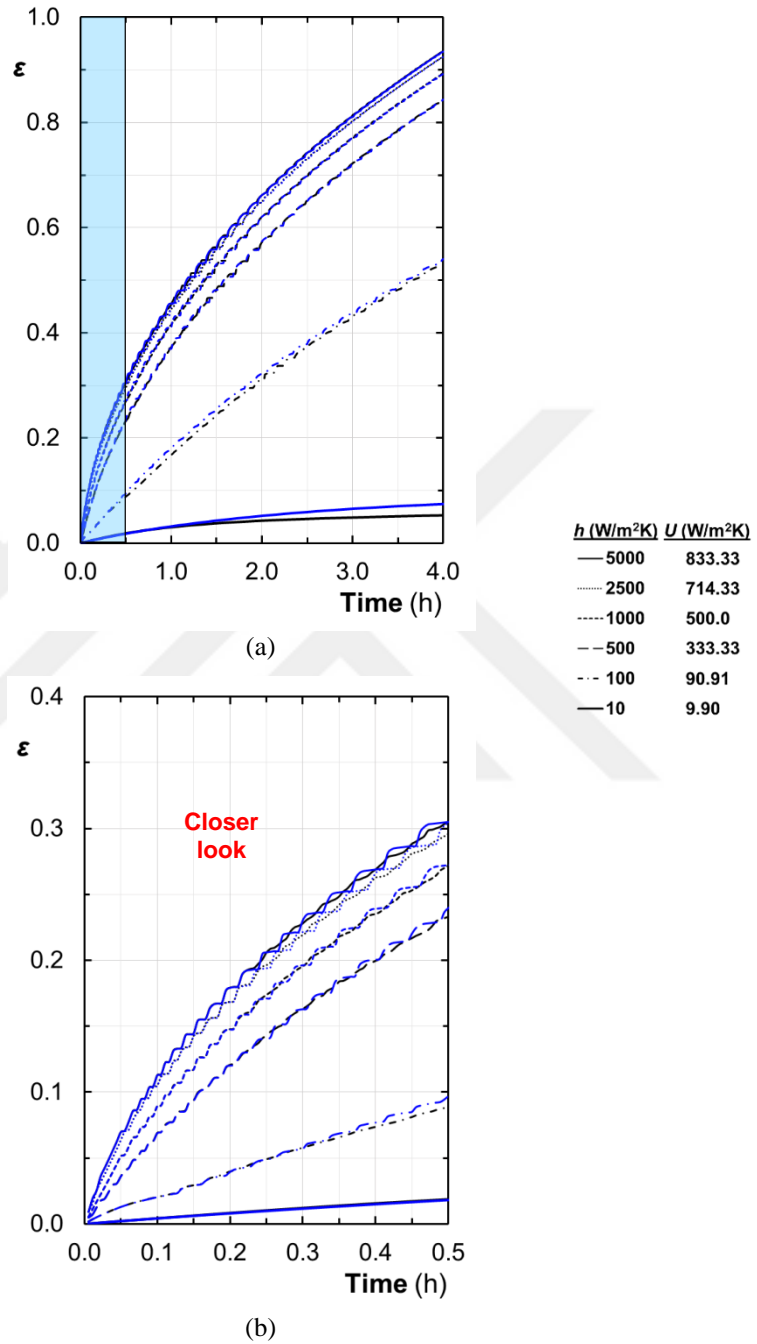 1.0
ε
0.8
0.6
0.4
0.2
0.0
0.0 1.0 2.0 3.0 4.0
Time (h)
(a)
h (W/m²K) U (W/m²K)
5000 833.33
2500 714.33
1000 500.0
500 333.33
100 90.91
10 9.90
0.4
ε
Closer
look
0.3
0.2
0.1
0.0
0.0 0.1 0.2 0.3 0.4 0.5
Time (h)
(b)